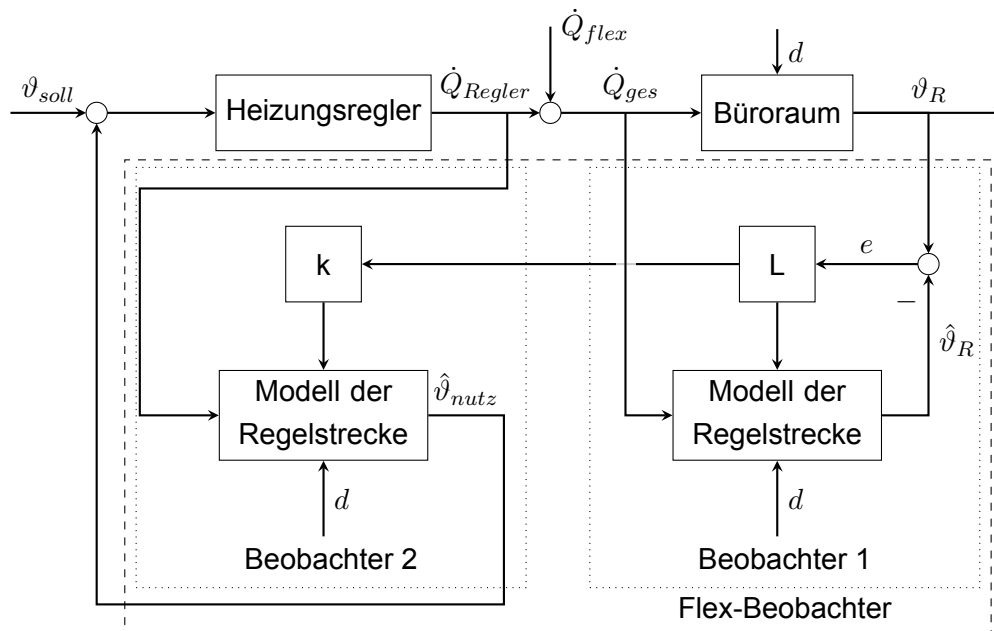 ϑ_soll
Heizungsregler
Q̇_Regler
Q̇_flex
Q̇_ges
d
Büroraum
ϑ_R
k
L
e
−
ϑ̂_R
Modell der
Regelstrecke
ϑ̂_nutz
Modell der
Regelstrecke
d
d
Beobachter 2
Beobachter 1
Flex-Beobachter